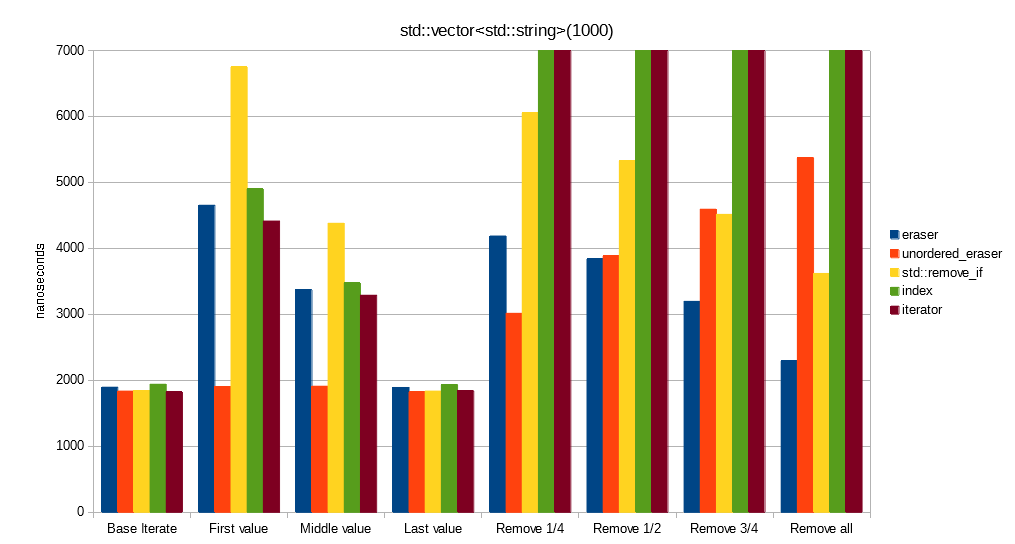 std::vector<std::string>(1000)
nanoseconds
7000
6000
5000
4000
3000
2000
1000
0
Base Iterate
First value
Middle value
Last value
Remove 1/4
Remove 1/2
Remove 3/4
Remove all
eraser
unordered_eraser
std::remove_if
index
iterator